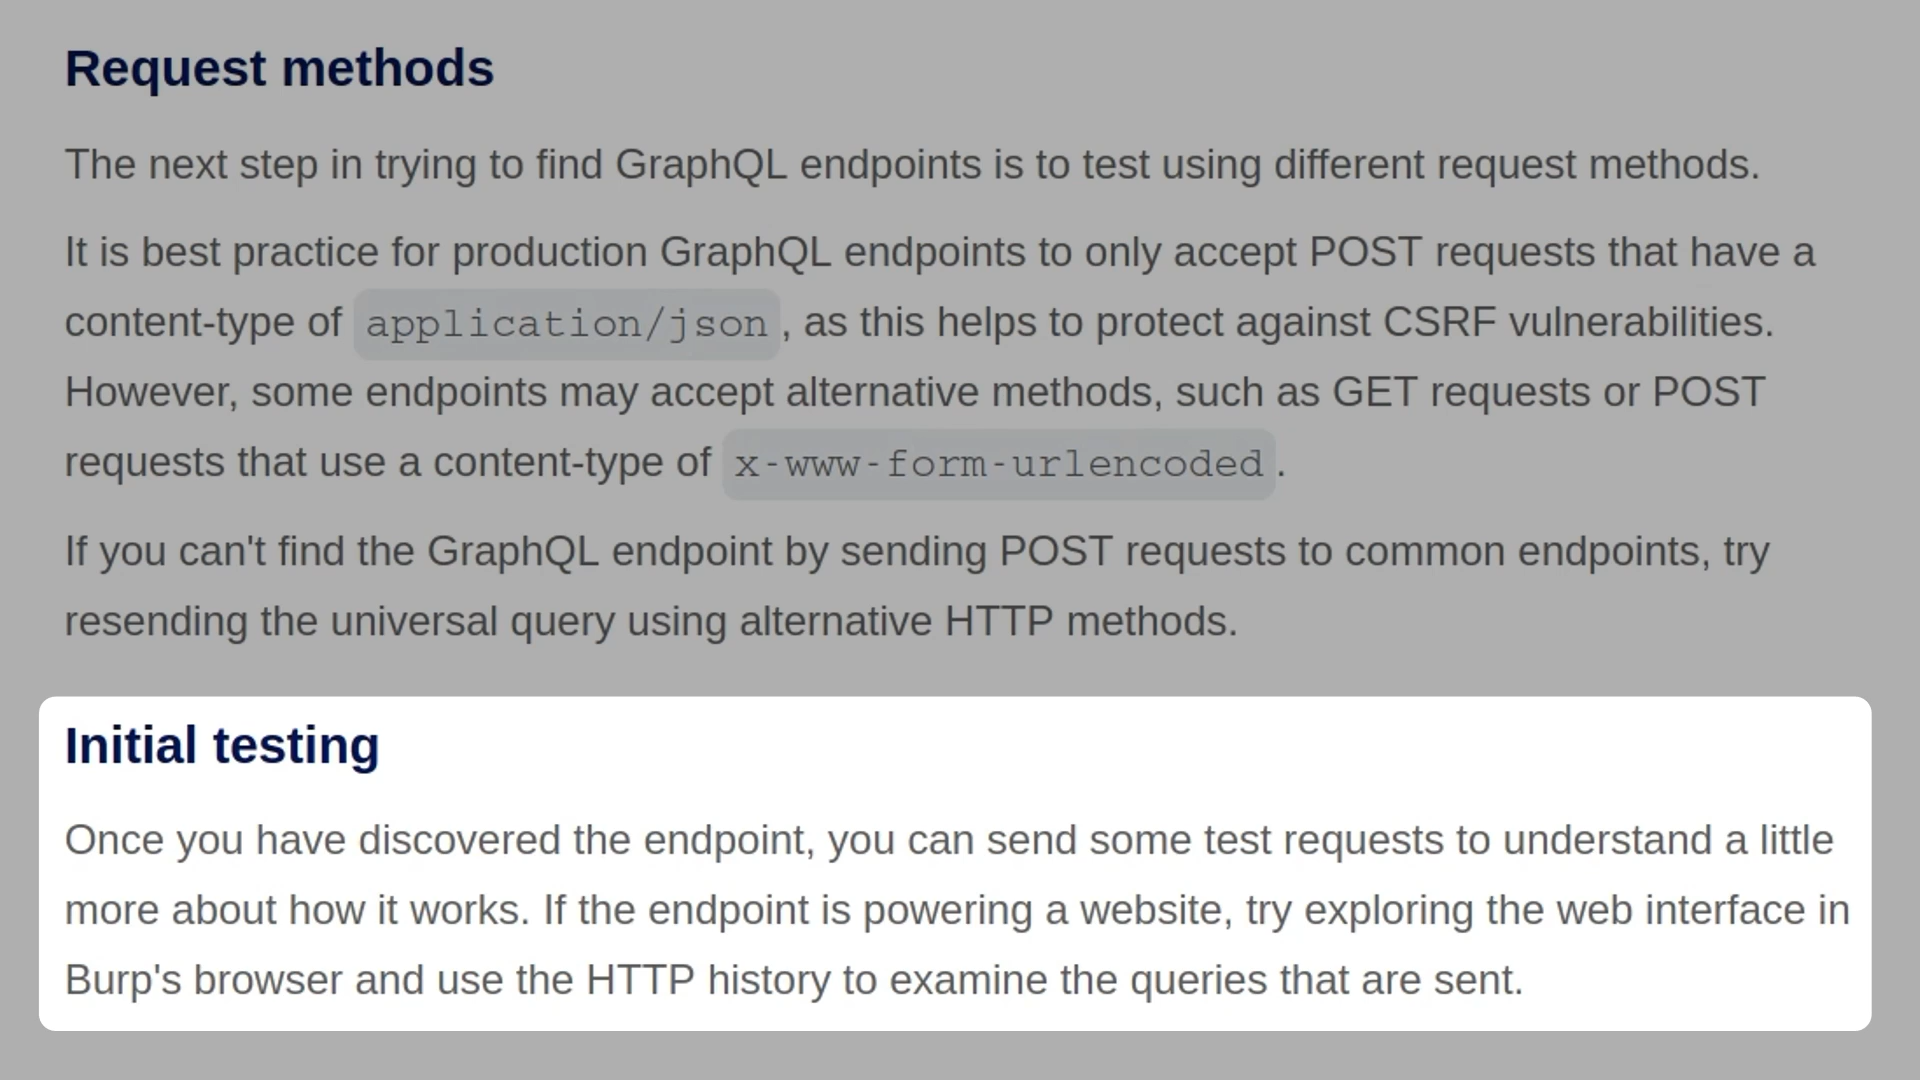 Request methods
The next step in trying to find GraphQL endpoints is to test using different request methods.
It is best practice for production GraphQL endpoints to only accept POST requests that have a
content-type of application/json, as this helps to protect against CSRF vulnerabilities.
However, some endpoints may accept alternative methods, such as GET requests or POST
requests that use a content-type of x-www-form-urlencoded.
If you can't find the GraphQL endpoint by sending POST requests to common endpoints, try
resending the universal query using alternative HTTP methods.
Initial testing
Once you have discovered the endpoint, you can send some test requests to understand a little
more about how it works. If the endpoint is powering a website, try exploring the web interface in
Burp's browser and use the HTTP history to examine the queries that are sent.